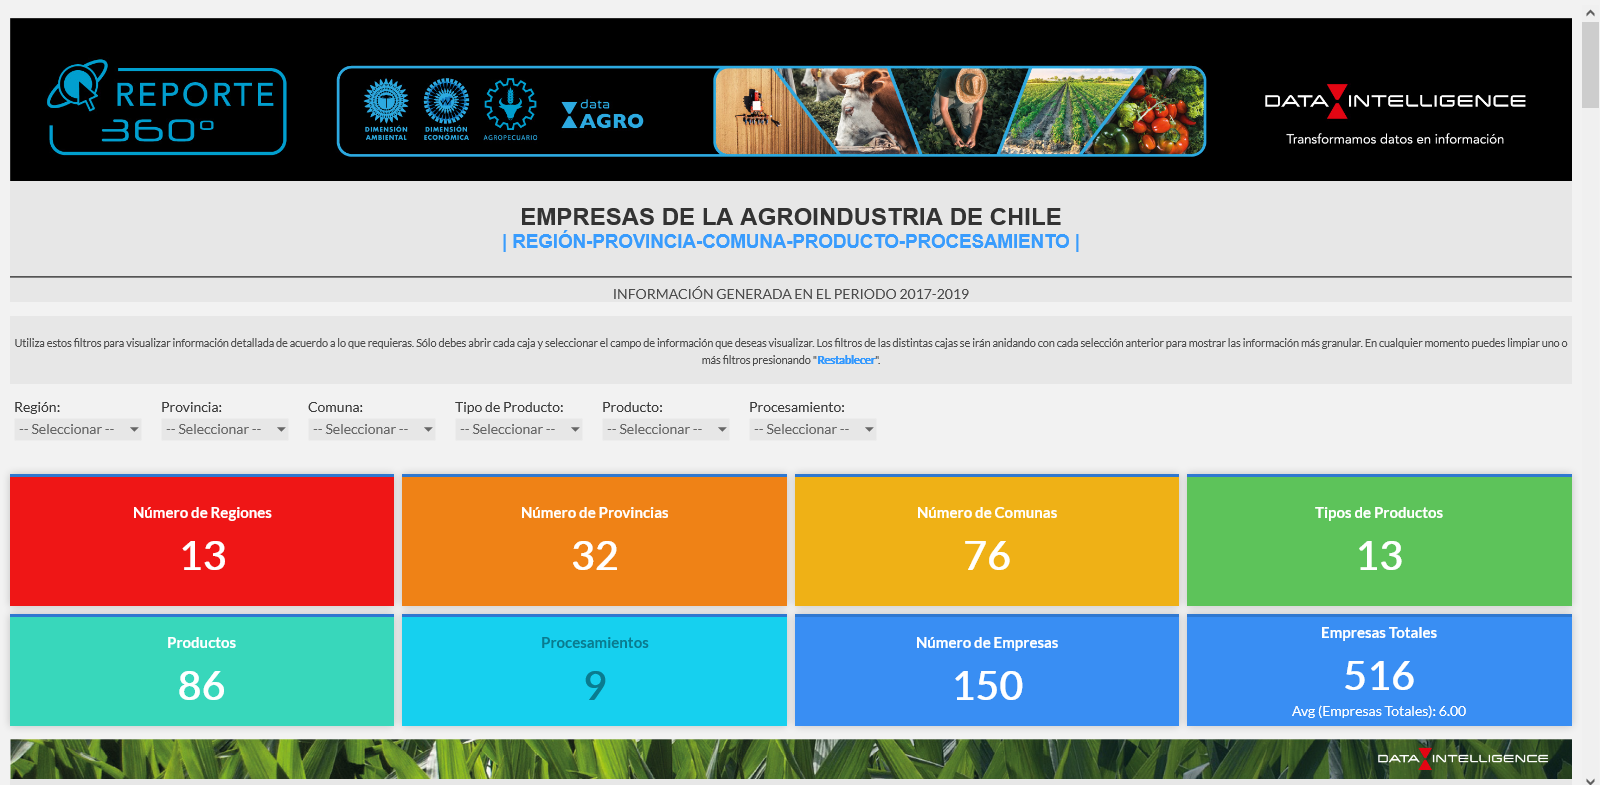 REPORTE
360°
DIMENSIÓN
AMBIENTAL
DIMENSIÓN
ECONÓMICA
AGROPECUARIO
data
AGRO
DATA INTELLIGENCE
Transformamos datos en información
EMPRESAS DE LA AGROINDUSTRIA DE CHILE
| REGIÓN-PROVINCIA-COMUNA-PRODUCTO-PROCESAMIENTO |
INFORMACIÓN GENERADA EN EL PERIODO 2017-2019
Utiliza estos filtros para visualizar información detallada de acuerdo a lo que requieras. Sólo debes abrir cada caja y seleccionar el campo de información que deseas visualizar. Los filtros de las distintas cajas se irán anidando con cada selección anterior para mostrar las información más granular. En cualquier momento puedes limpiar uno o
más filtros presionando "Restablecer".
Región: Provincia: Comuna: Tipo de Producto: Producto: Procesamiento:
-- Seleccionar -- -- Seleccionar -- -- Seleccionar -- -- Seleccionar -- -- Seleccionar -- -- Seleccionar --
Número de Regiones
13
Número de Provincias
32
Número de Comunas
76
Tipos de Productos
13
Productos
86
Procesamientos
9
Número de Empresas
150
Empresas Totales
516
Avg (Empresas Totales): 6.00
DATA INTELLIGENCE